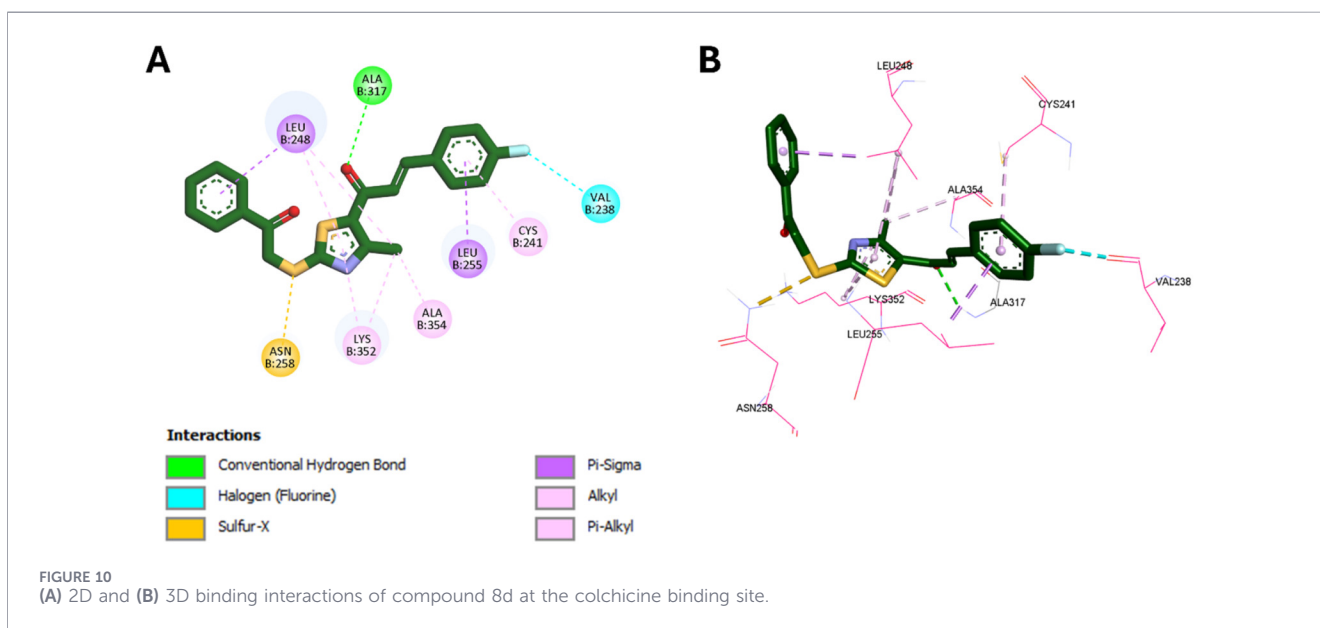 A
ALA
B:317
LEU
B:248
VAL
B:238
CYS
B:241
LEU
B:255
ALA
B:354
LYS
B:352
ASN
B:258
B
LEU248
CYS241
ALA354
VAL238
ALA317
LYS352
LEU255
ASN258
Interactions
Conventional Hydrogen Bond
Halogen (Fluorine)
Sulfur-X
Pi-Sigma
Alkyl
Pi-Alkyl
FIGURE 10
(A) 2D and (B) 3D binding interactions of compound 8d at the colchicine binding site.